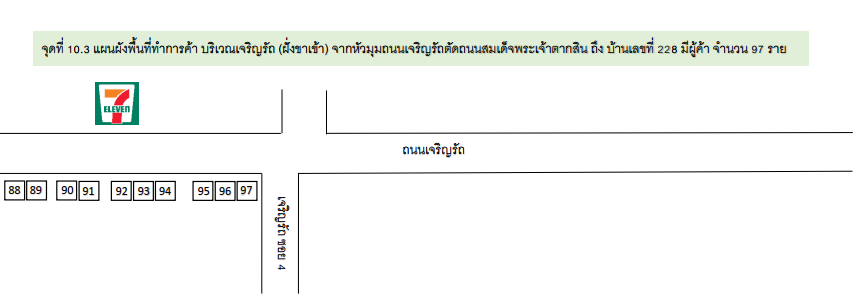 จุดที่ 10.3 แผนผังพื้นที่ทำการค้า บริเวณเจริญรัถ (ฝั่งขาเข้า) จากหัวมุมถนนเจริญรัถตัดถนนสมเด็จพระเจ้าตากสิน ถึง บ้านเลขที่ 228 มีผู้ค้า จำนวน 97 ราย
7
ELEVEN
ถนนเจริญรัถ
88 89 90 91 92 93 94 95 96 97
เจริญรัถ ซอย 4